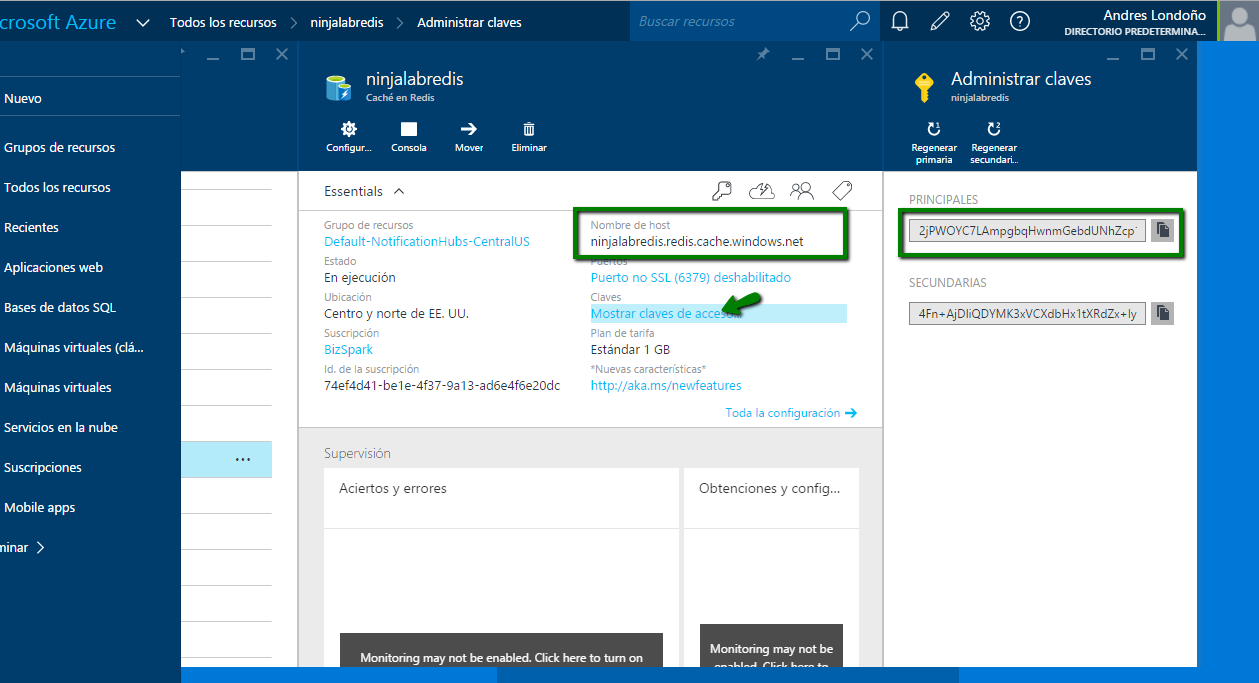 crosoft Azure
Todos los recursos
ninjalabredis
Administrar claves
Buscar recursos
Andres Londoño
DIRECTORIO PREDETERMINA...
Nuevo
Grupos de recursos
Todos los recursos
Recientes
Aplicaciones web
Bases de datos SQL
Máquinas virtuales (clá...
Máquinas virtuales
Servicios en la nube
Suscripciones
Mobile apps
minar
...
ninjalabredis
Caché en Redis
Configur...
Consola
Mover
Eliminar
Essentials
Grupo de recursos
Default-NotificationHubs-CentralUS
Estado
En ejecución
Ubicación
Centro y norte de EE. UU.
Suscripción
BizSpark
Id. de la suscripción
74ef4d41-be1e-4f37-9a13-ad6e4f6e20dc
Nombre de host
ninjalabredis.redis.cache.windows.net
Puertos
Puerto no SSL (6379) deshabilitado
Claves
Mostrar claves de acceso...
Plan de tarifa
Estándar 1 GB
*Nuevas características*
http://aka.ms/newfeatures
Toda la configuración
Supervisión
Aciertos y errores
Monitoring may not be enabled. Click here to turn on
Obtenciones y config...
Monitoring may not be
enabled. Click here to
Administrar claves
ninjalabredis
Regenerar
primaria
Regenerar
secundari...
PRINCIPALES
2jPWOYC7LAmpgbqHwnmGebdUNhZcp
SECUNDARIAS
4Fn+AjDIiQDYMK3xVCXdbHx1tXRdZx+Iy